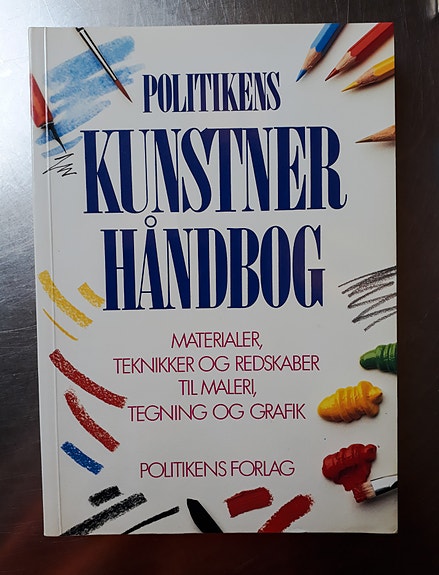 POLITIKENS
KUNSTNER
HÅNDBOG
MATERIALER,
TEKNIKKER OG REDSKABER
TIL MALERI,
TEGNING OG GRAFIK
POLITIKENS FORLAG